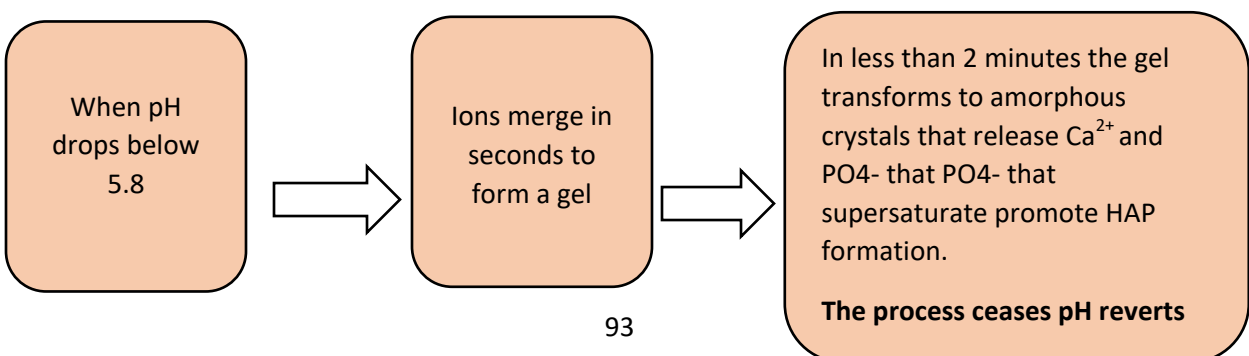 When pH
drops below
5.8
Ions merge in
seconds to
form a gel
In less than 2 minutes the gel
transforms to amorphous
crystals that release Ca²⁺ and
PO4- that PO4- that
supersaturate promote HAP
formation.
The process ceases pH reverts
93